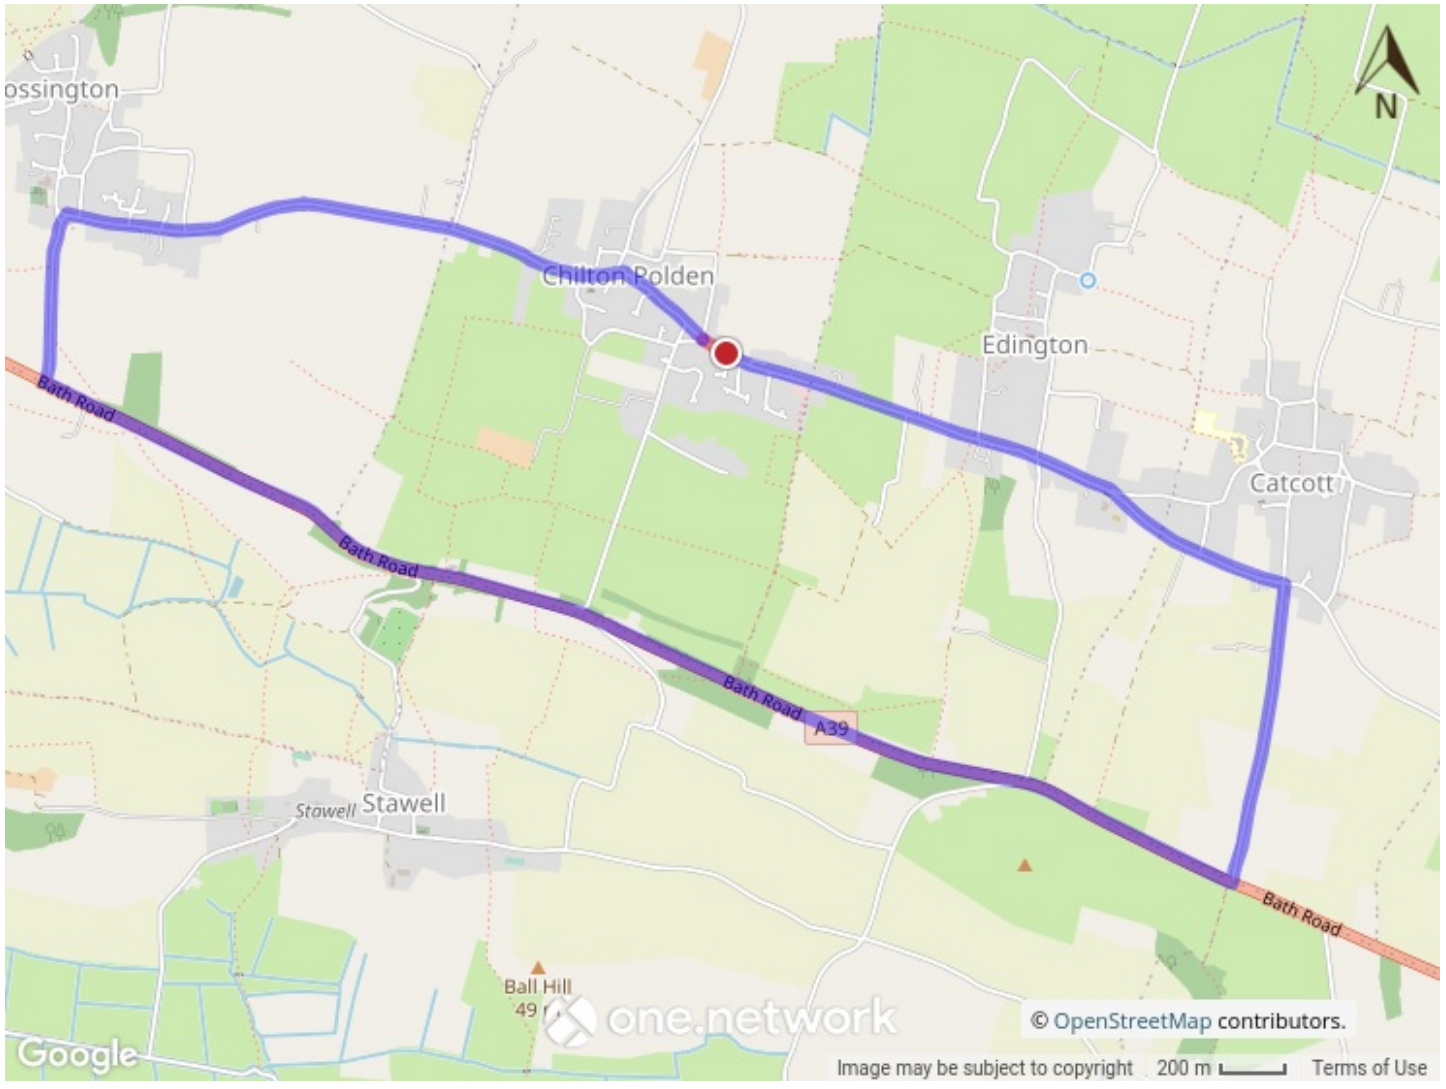 ossington
N
Chilton Polden
Edington
Bath Road
Catcott
Bath Road
Bath Road
A39
Stawell
Stawell
Bath Road
Ball Hill
49
one.network
© OpenStreetMap contributors.
Google
Image may be subject to copyright
200 m
Terms of Use